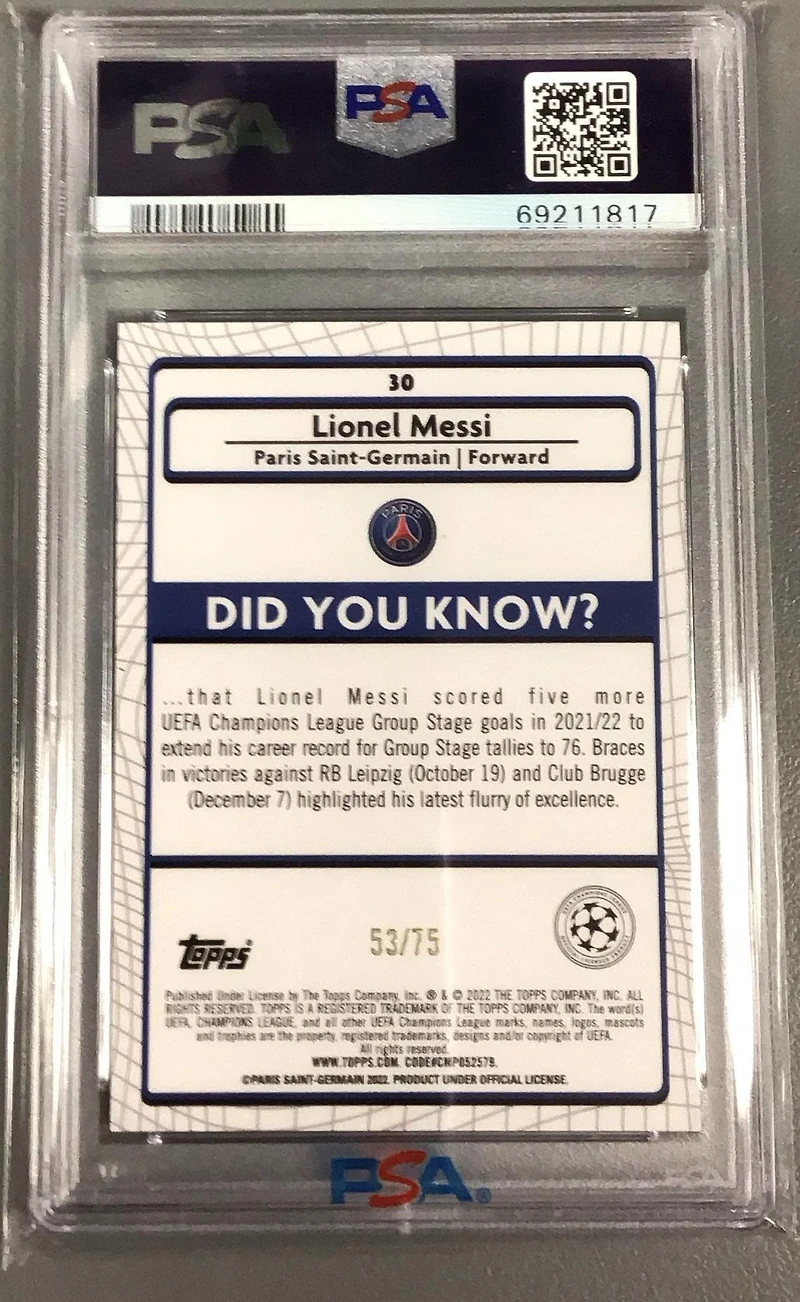 PSA
PSA
69211817
30
Lionel Messi
Paris Saint-Germain | Forward
PARIS
DID YOU KNOW?
...that Lionel Messi scored five more
UEFA Champions League Group Stage goals in 2021/22 to
extend his career record for Group Stage tallies to 76. Braces
in victories against RB Leipzig (October 19) and Club Brugge
(December 7) highlighted his latest flurry of excellence.
Topps
53/75
Published Under License by The Topps Company, Inc. ® & © 2022 THE TOPPS COMPANY, INC. ALL
RIGHTS RESERVED. TOPPS IS A REGISTERED TRADEMARK OF THE TOPPS COMPANY, INC. The word(s)
UEFA, CHAMPIONS LEAGUE, and all other UEFA Champions League marks, names, logos, mascots
and trophies are the property, registered trademarks, designs and/or copyright of UEFA.
All rights reserved.
WWW.TOPPS.COM. CODE#CMP052579.
©PARIS SAINT-GERMAIN 2022. PRODUCT UNDER OFFICIAL LICENSE.
PSA®